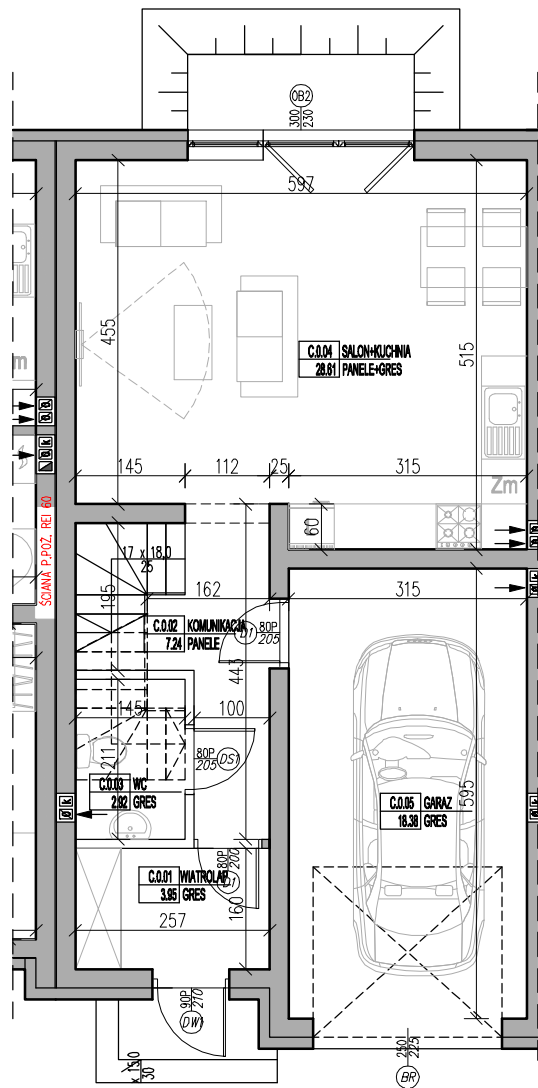 OB2
300
230
597
455
515
C.0.04 SALON+KUCHNIA
28.61 PANELE+GRES
145 112 25 315
Zm
Zm
60
ŚCIANA P.POŻ. REI 60
17 x 18,0
25
195
162
315
C.0.02 KOMUNIKACJA
7.24 PANELE
D1
80P
205
443
145
100
211
80P
205
DS1
C.0.03 WC
2.92 GRES
C.0.05 GARAZ
18.38 GRES
595
C.0.01 WIATROLAP
3.95 GRES
80P
200
D1
160
257
90P
210
DW1
30
250
225
BR